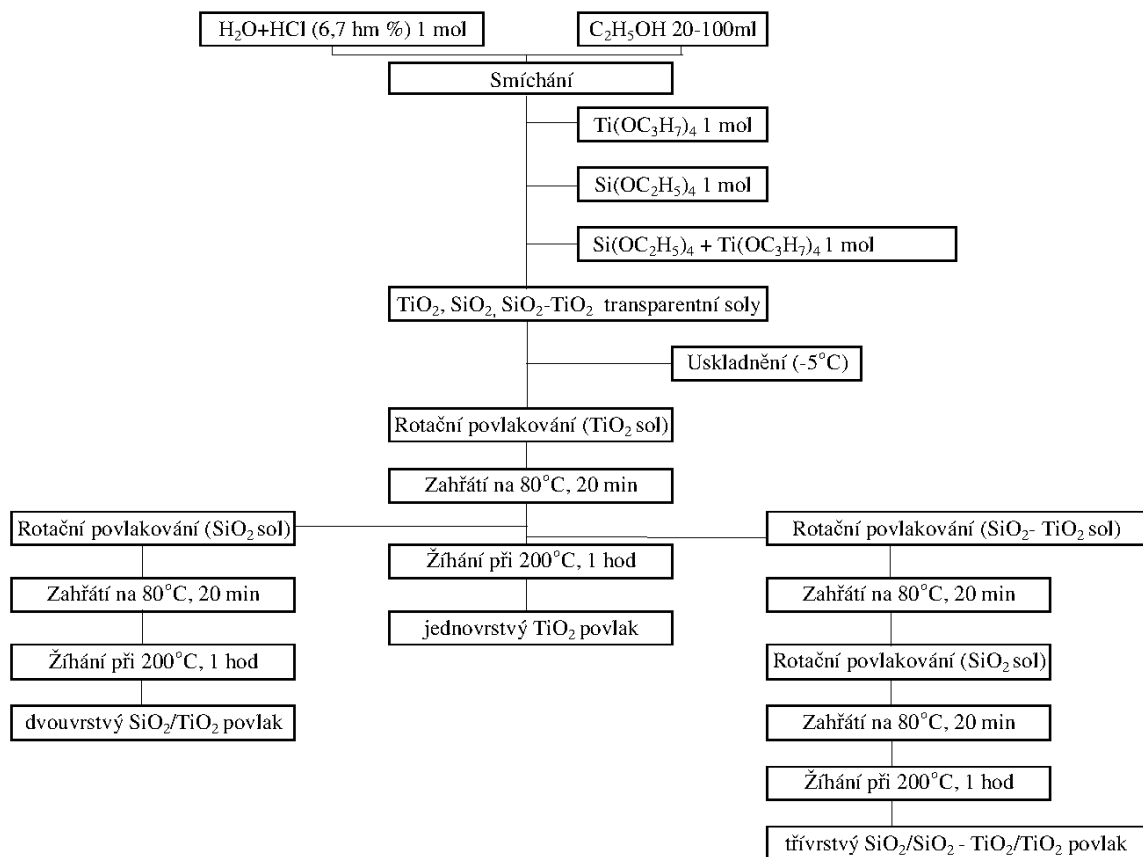 H₂O+HCl (6,7 hm %) 1 mol
C₂H₅OH 20-100ml
Smíchání
Ti(OC₃H₇)₄ 1 mol
Si(OC₂H₅)₄ 1 mol
Si(OC₂H₅)₄ + Ti(OC₃H₇)₄ 1 mol
TiO₂, SiO₂, SiO₂-TiO₂ transparentní soly
Uskladnění (-5°C)
Rotační povlakování (TiO₂ sol)
Zahřátí na 80°C, 20 min
Rotační povlakování (SiO₂ sol)
Zahřátí na 80°C, 20 min
Žíhání při 200°C, 1 hod
dvouvrstvý SiO₂/TiO₂ povlak
Žíhání při 200°C, 1 hod
jednovrstvý TiO₂ povlak
Rotační povlakování (SiO₂- TiO₂ sol)
Zahřátí na 80°C, 20 min
Rotační povlakování (SiO₂ sol)
Zahřátí na 80°C, 20 min
Žíhání při 200°C, 1 hod
třívrstvý SiO₂/SiO₂ - TiO₂/TiO₂ povlak